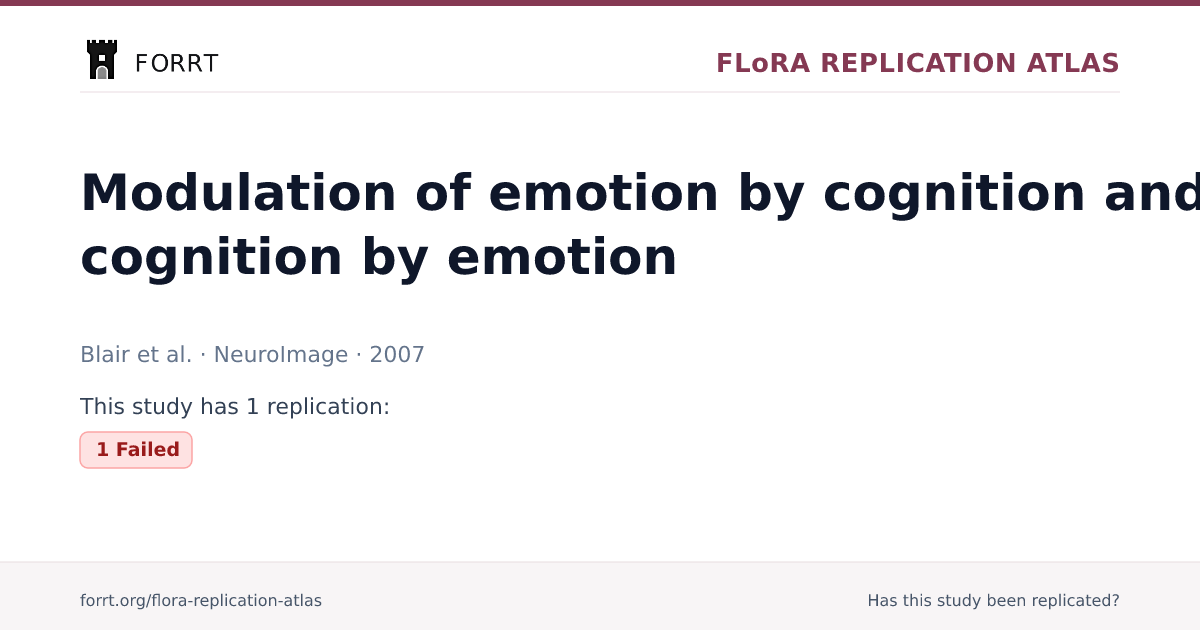 FORRT
FLoRA REPLICATION ATLAS
Modulation of emotion by cognition and
cognition by emotion
Blair et al. · NeuroImage · 2007
This study has 1 replication:
1 Failed
forrt.org/flora-replication-atlas
Has this study been replicated?